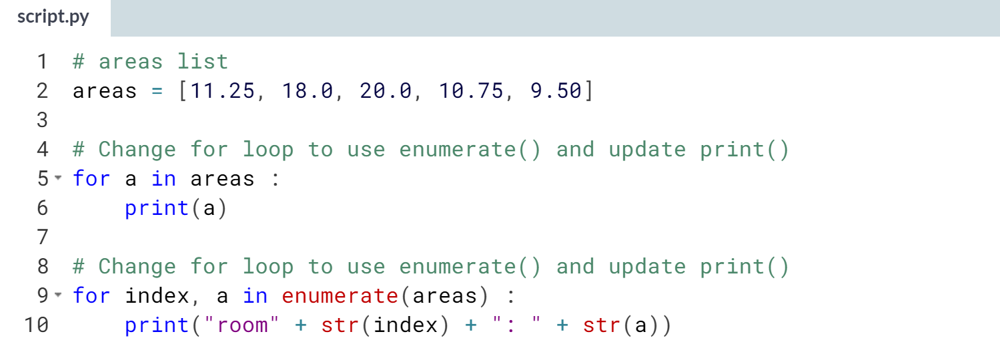 script.py
1 # areas list
2 areas = [11.25, 18.0, 20.0, 10.75, 9.50]
3
4 # Change for loop to use enumerate() and update print()
5 for a in areas :
6     print(a)
7
8 # Change for loop to use enumerate() and update print()
9 for index, a in enumerate(areas) :
10     print("room" + str(index) + ": " + str(a))